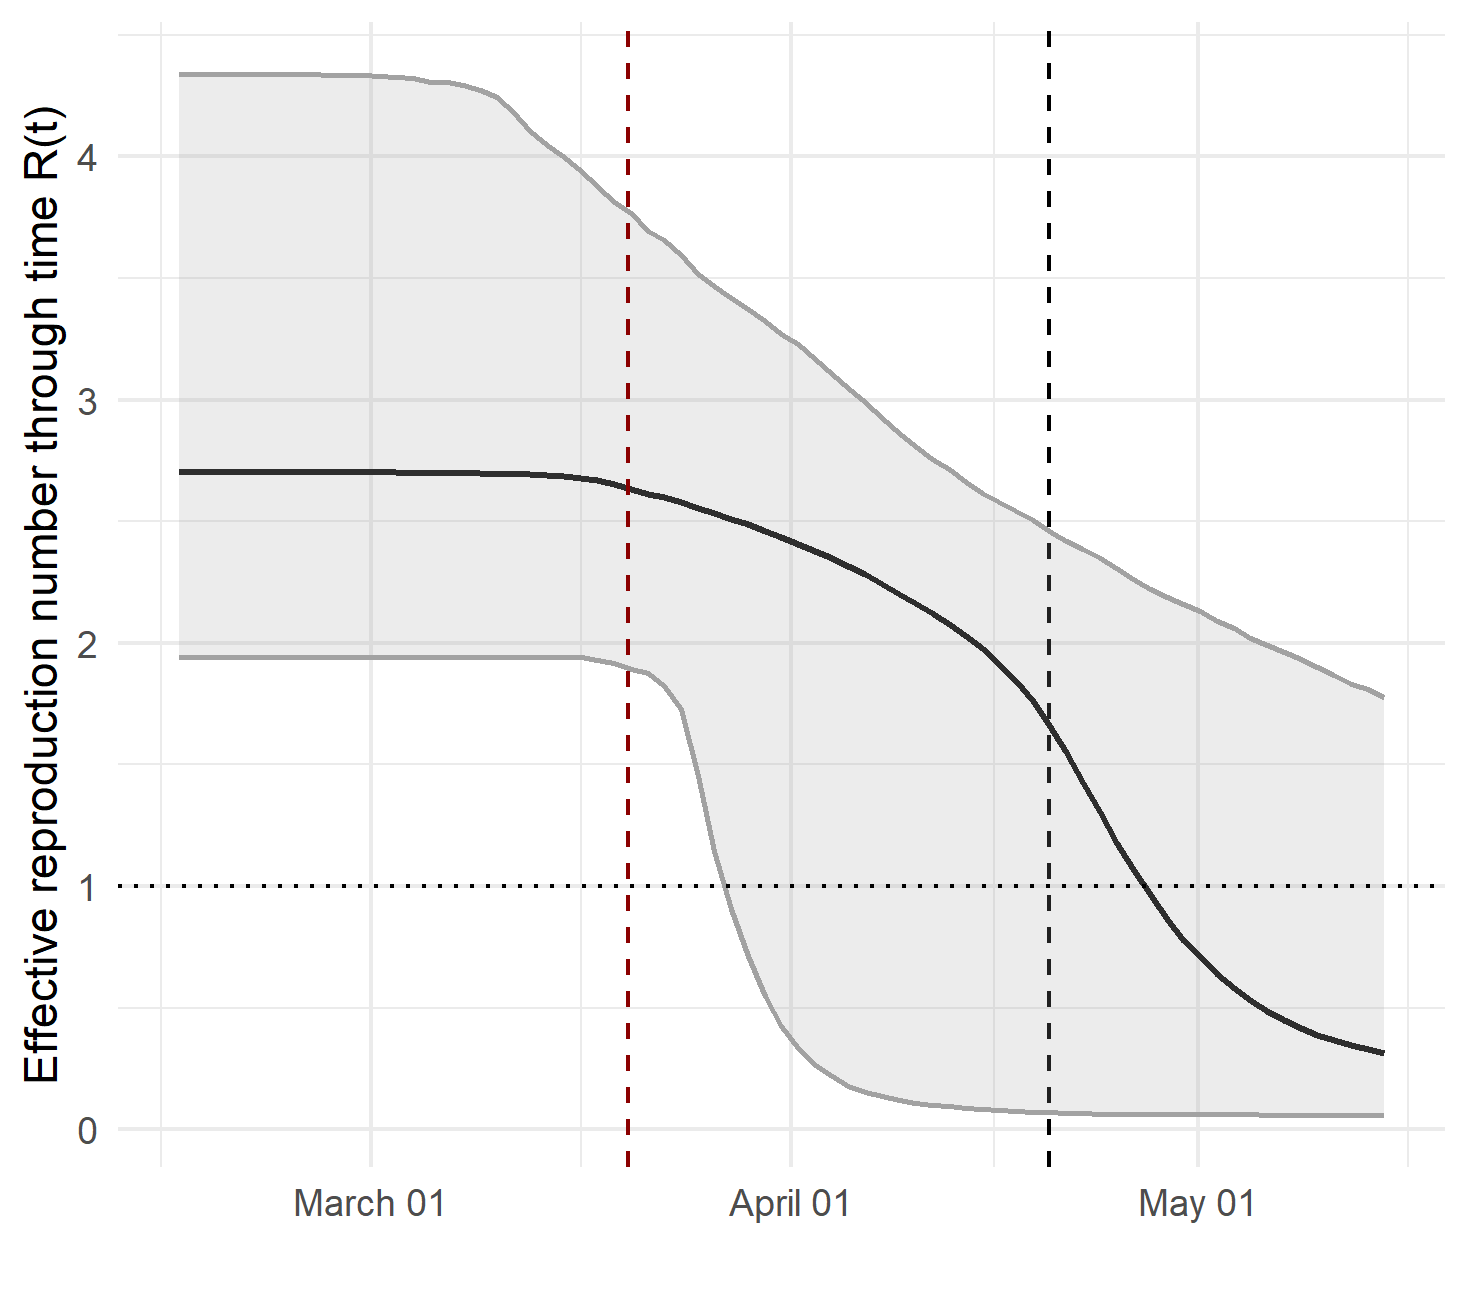 Effective reproduction number through time R(t)
4
3
2
1
0
March 01
April 01
May 01